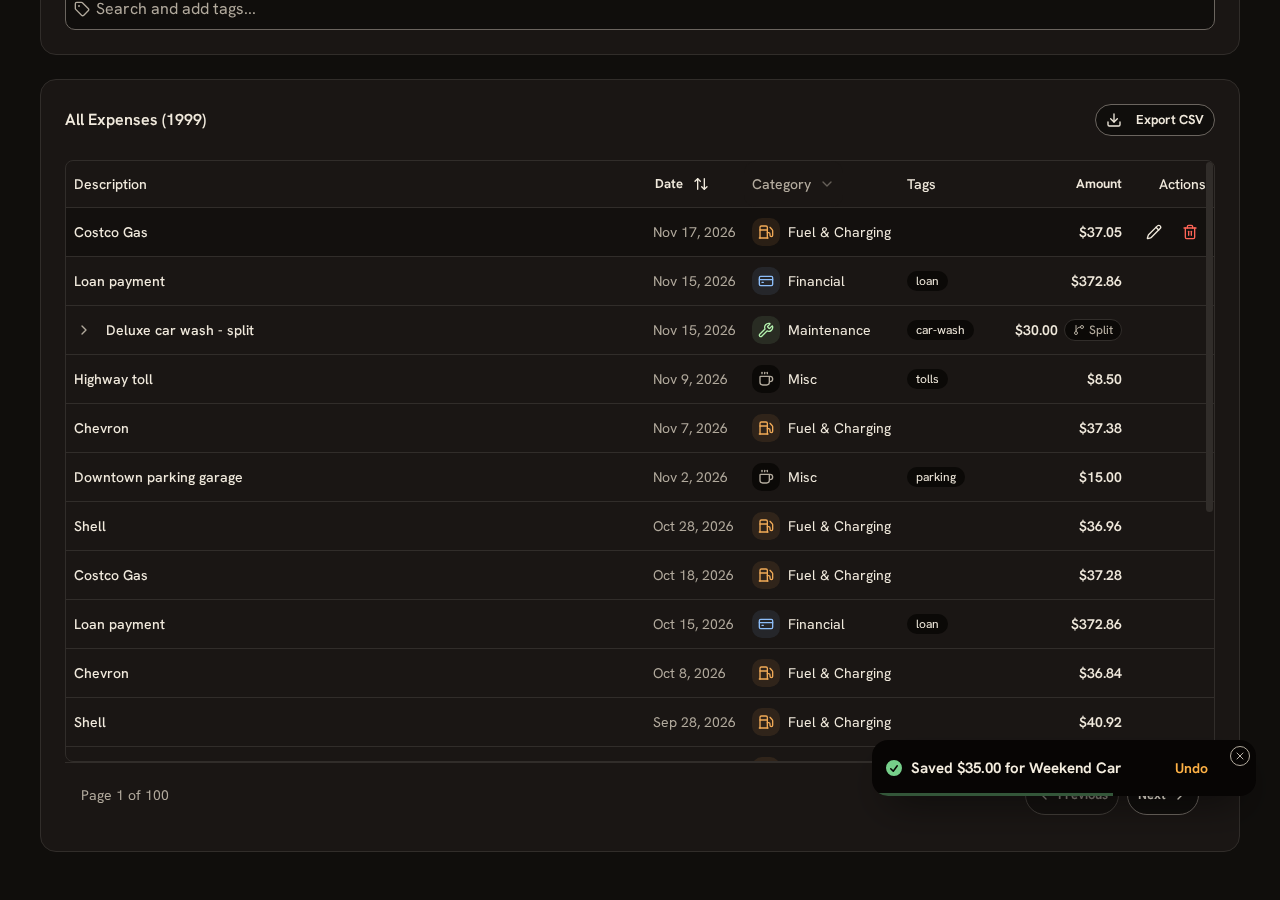 Search and add tags...
All Expenses (1999)
Export CSV
Description Date Category Tags Amount Actions
Costco Gas Nov 17, 2026 Fuel & Charging $37.05
Loan payment Nov 15, 2026 Financial loan $372.86
Deluxe car wash - split Nov 15, 2026 Maintenance car-wash $30.00 Split
Highway toll Nov 9, 2026 Misc tolls $8.50
Chevron Nov 7, 2026 Fuel & Charging $37.38
Downtown parking garage Nov 2, 2026 Misc parking $15.00
Shell Oct 28, 2026 Fuel & Charging $36.96
Costco Gas Oct 18, 2026 Fuel & Charging $37.28
Loan payment Oct 15, 2026 Financial loan $372.86
Chevron Oct 8, 2026 Fuel & Charging $36.84
Shell Sep 28, 2026 Fuel & Charging $40.92
Saved $35.00 for Weekend Car Undo
Page 1 of 100 Previous Next